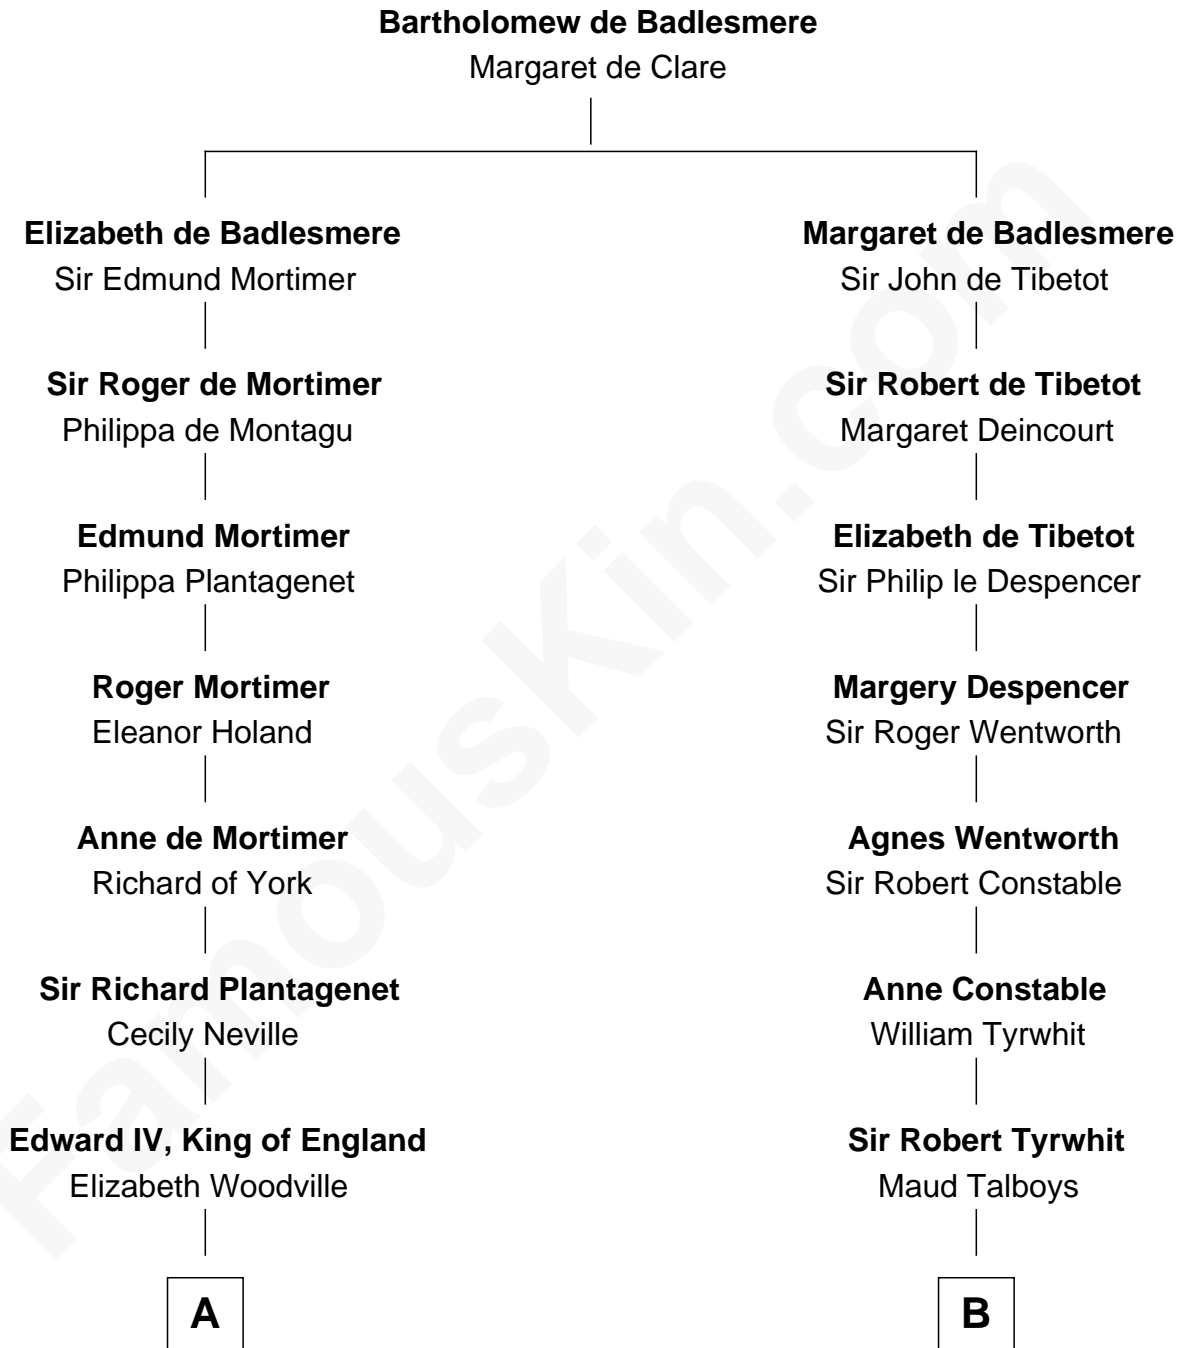 Bartholomew de Badlesmere
Margaret de Clare
Elizabeth de Badlesmere
Sir Edmund Mortimer
Margaret de Badlesmere
Sir John de Tibetot
Sir Roger de Mortimer
Philippa de Montagu
Sir Robert de Tibetot
Margaret Deincourt
Edmund Mortimer
Philippa Plantagenet
Elizabeth de Tibetot
Sir Philip le Despencer
Roger Mortimer
Eleanor Holand
Margery Despencer
Sir Roger Wentworth
Anne de Mortimer
Richard of York
Agnes Wentworth
Sir Robert Constable
Sir Richard Plantagenet
Cecily Neville
Anne Constable
William Tyrwhit
Edward IV, King of England
Elizabeth Woodville
Sir Robert Tyrwhit
Maud Talboys
A
B
FamousKin.com